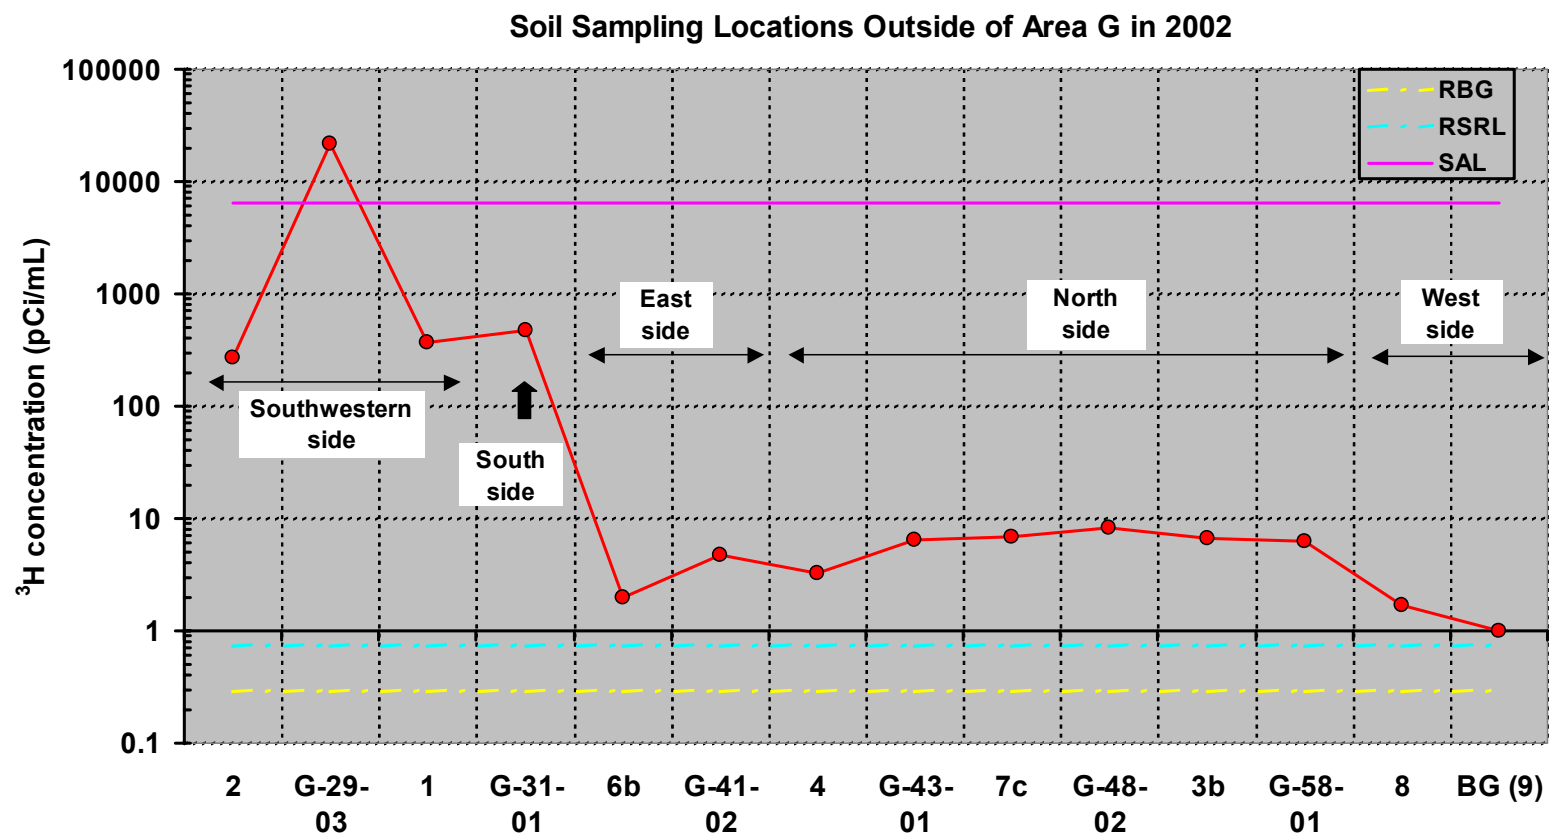 Soil Sampling Locations Outside of Area G in 2002
³H concentration (pCi/mL)
100000
10000
1000
100
10
1
0.1
RBG
RSRL
SAL
Southwestern
side
South
side
East
side
North
side
West
side
2
G-29-
03
1
G-31-
01
6b
G-41-
02
4
G-43-
01
7c
G-48-
02
3b
G-58-
01
8
BG (9)